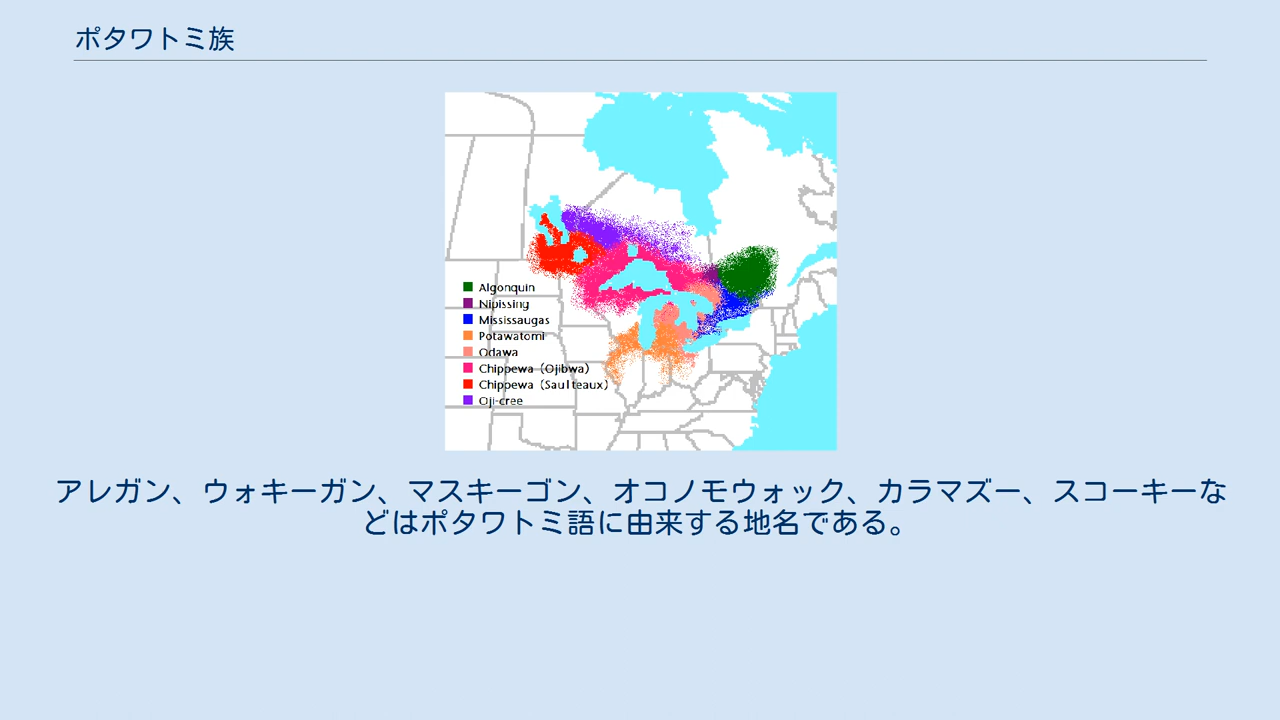 ポタワトミ族
Algonquin
Nipissing
Mississaugas
Potawatomi
Odawa
Chippewa (Ojibwa)
Chippewa (Saulteaux)
Oji-cree
アレガン、ウォキーガン、マスキーゴン、オコノモウォック、カラマズー、スコーキーな
どはポタワトミ語に由来する地名である。